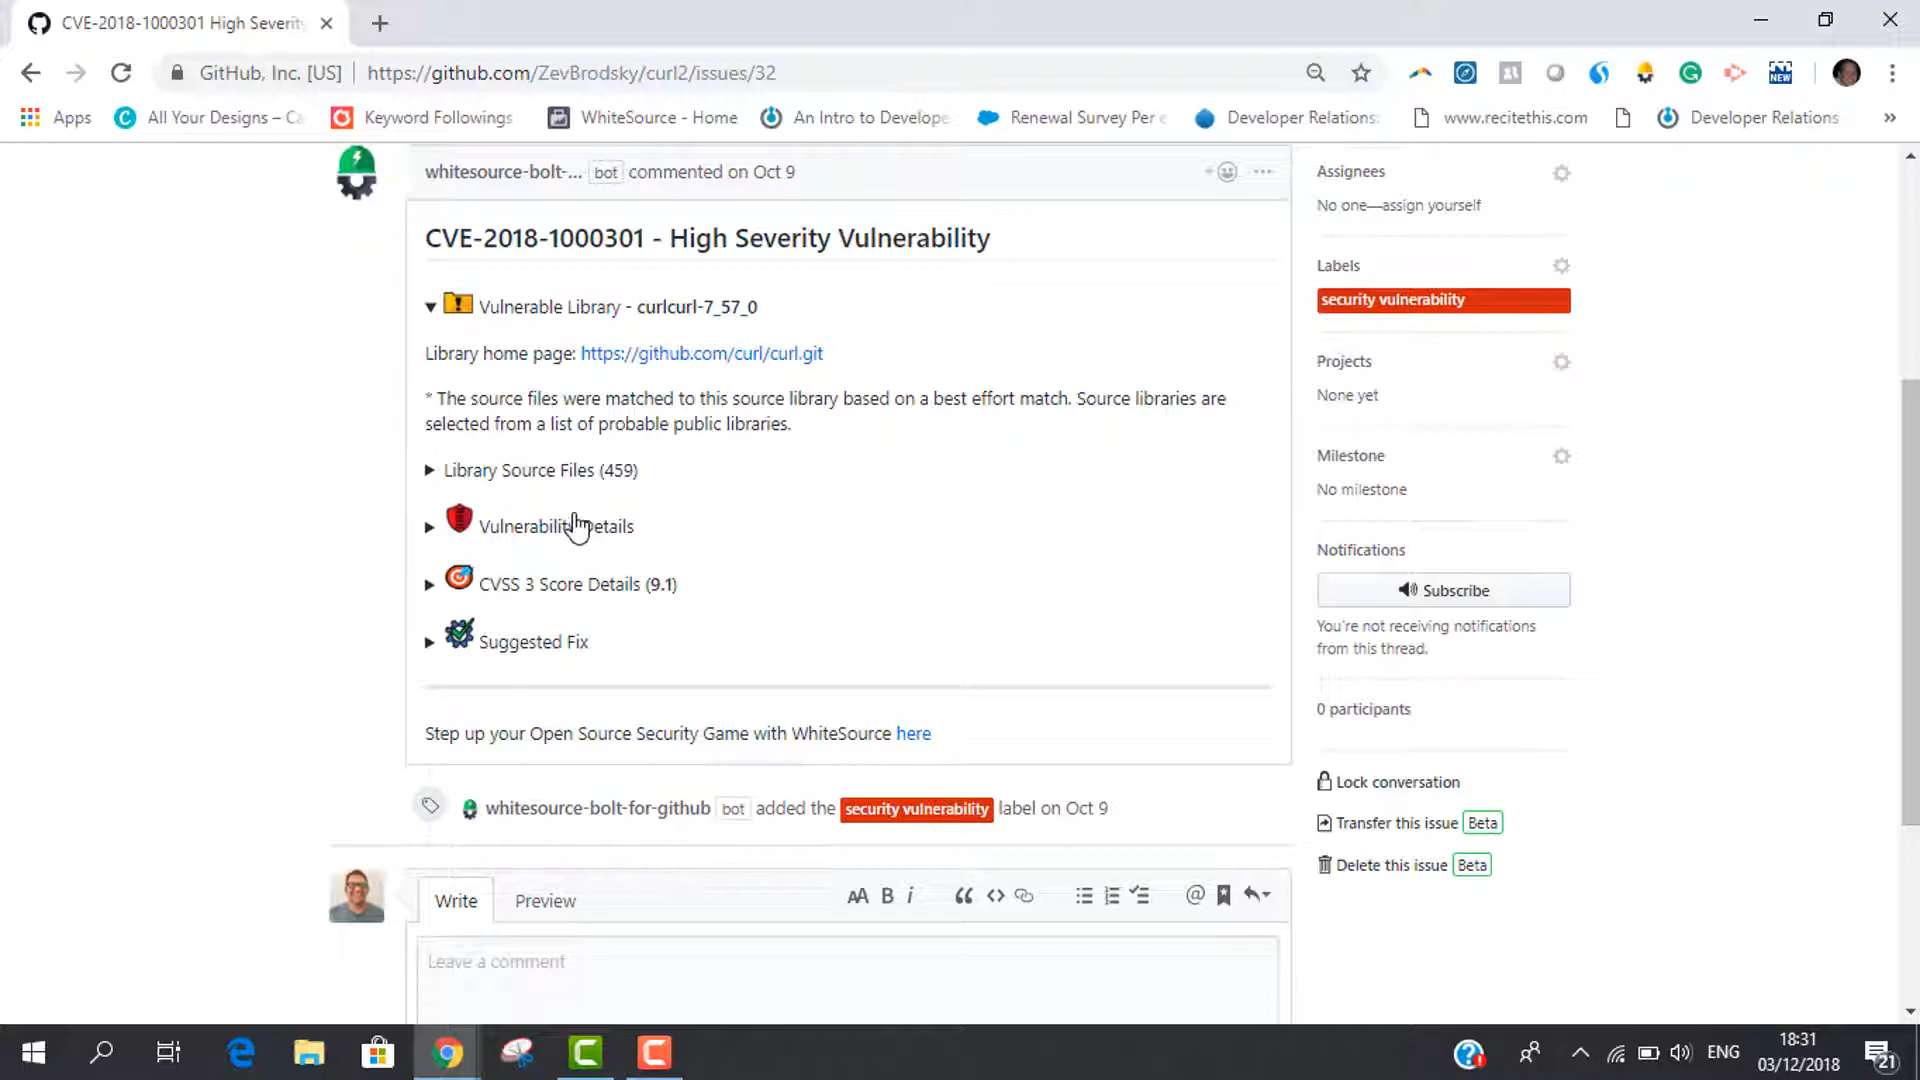 CVE-2018-1000301 High Severity
GitHub, Inc. [US] https://github.com/ZevBrodsky/curl2/issues/32
NEW
Apps All Your Designs – Ca Keyword Followings WhiteSource - Home An Intro to Develope Renewal Survey Per e Developer Relations: www.recitethis.com Developer Relations »
whitesource-bolt-... bot commented on Oct 9
CVE-2018-1000301 - High Severity Vulnerability
Vulnerable Library - curlcurl-7_57_0
Library home page: https://github.com/curl/curl.git
* The source files were matched to this source library based on a best effort match. Source libraries are
selected from a list of probable public libraries.
Library Source Files (459)
Vulnerability Details
CVSS 3 Score Details (9.1)
Suggested Fix
Step up your Open Source Security Game with WhiteSource here
whitesource-bolt-for-github bot added the security vulnerability label on Oct 9
Write Preview AA B i @
Leave a comment
Assignees
No one—assign yourself
Labels
security vulnerability
Projects
None yet
Milestone
No milestone
Notifications
Subscribe
You're not receiving notifications
from this thread.
0 participants
Lock conversation
Transfer this issue Beta
Delete this issue Beta
ENG
18:31
03/12/2018
21